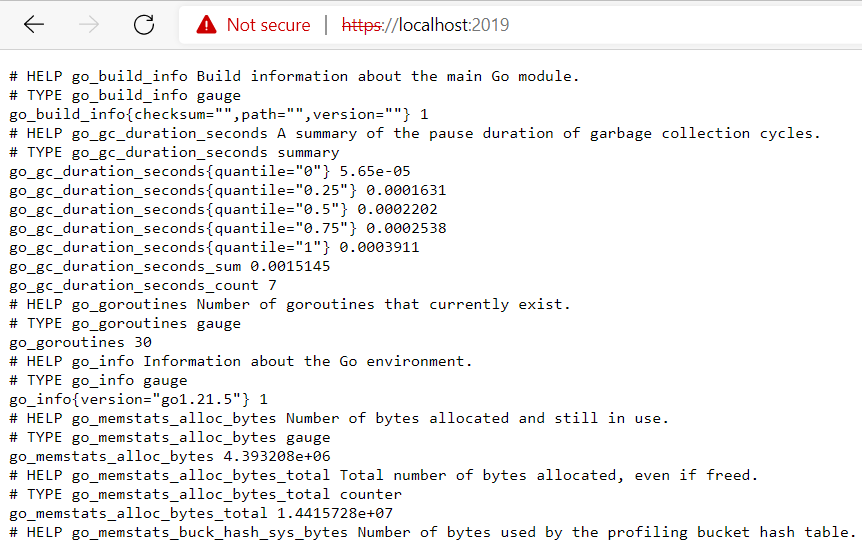 Not secure | https://localhost:2019
# HELP go_build_info Build information about the main Go module.
# TYPE go_build_info gauge
go_build_info{checksum="",path="",version=""} 1
# HELP go_gc_duration_seconds A summary of the pause duration of garbage collection cycles.
# TYPE go_gc_duration_seconds summary
go_gc_duration_seconds{quantile="0"} 5.65e-05
go_gc_duration_seconds{quantile="0.25"} 0.0001631
go_gc_duration_seconds{quantile="0.5"} 0.0002202
go_gc_duration_seconds{quantile="0.75"} 0.0002538
go_gc_duration_seconds{quantile="1"} 0.0003911
go_gc_duration_seconds_sum 0.0015145
go_gc_duration_seconds_count 7
# HELP go_goroutines Number of goroutines that currently exist.
# TYPE go_goroutines gauge
go_goroutines 30
# HELP go_info Information about the Go environment.
# TYPE go_info gauge
go_info{version="go1.21.5"} 1
# HELP go_memstats_alloc_bytes Number of bytes allocated and still in use.
# TYPE go_memstats_alloc_bytes gauge
go_memstats_alloc_bytes 4.393208e+06
# HELP go_memstats_alloc_bytes_total Total number of bytes allocated, even if freed.
# TYPE go_memstats_alloc_bytes_total counter
go_memstats_alloc_bytes_total 1.4415728e+07
# HELP go_memstats_buck_hash_sys_bytes Number of bytes used by the profiling bucket hash table.